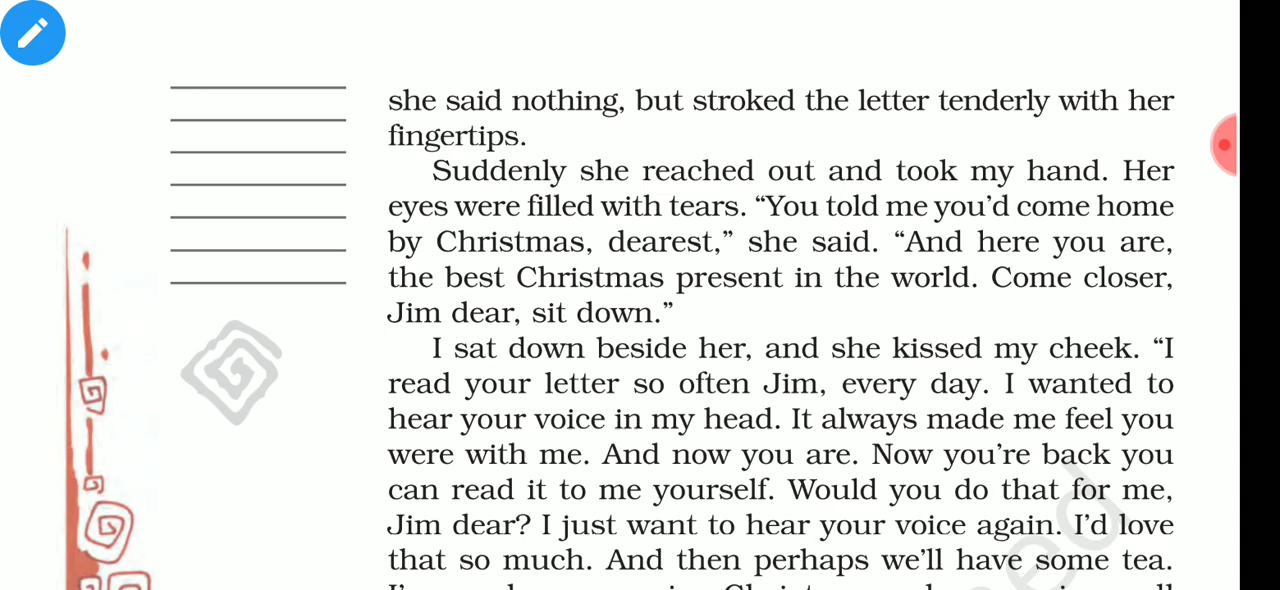 she said nothing, but stroked the letter tenderly with her
fingertips.
Suddenly she reached out and took my hand. Her
eyes were filled with tears. “You told me you’d come home
by Christmas, dearest,” she said. “And here you are,
the best Christmas present in the world. Come closer,
Jim dear, sit down.”
I sat down beside her, and she kissed my cheek. “I
read your letter so often Jim, every day. I wanted to
hear your voice in my head. It always made me feel you
were with me. And now you are. Now you’re back you
can read it to me yourself. Would you do that for me,
Jim dear? I just want to hear your voice again. I’d love
that so much. And then perhaps we’ll have some tea.